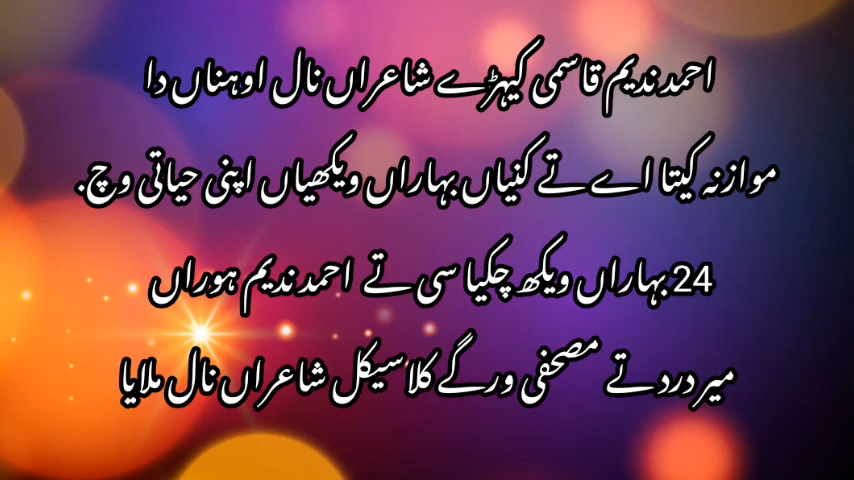 احمد ندیم قاسمی کیہڑے شاعراں نال اوہناں دا
موازنہ کیتا اے تے کنیاں بہاراں ویکھیاں اپنی حیاتی وچ.
24 بہاراں ویکھ چکیا سی تے احمد ندیم ہوراں
میر درد تے مصحفی ورگے کلاسیکل شاعراں نال ملایا